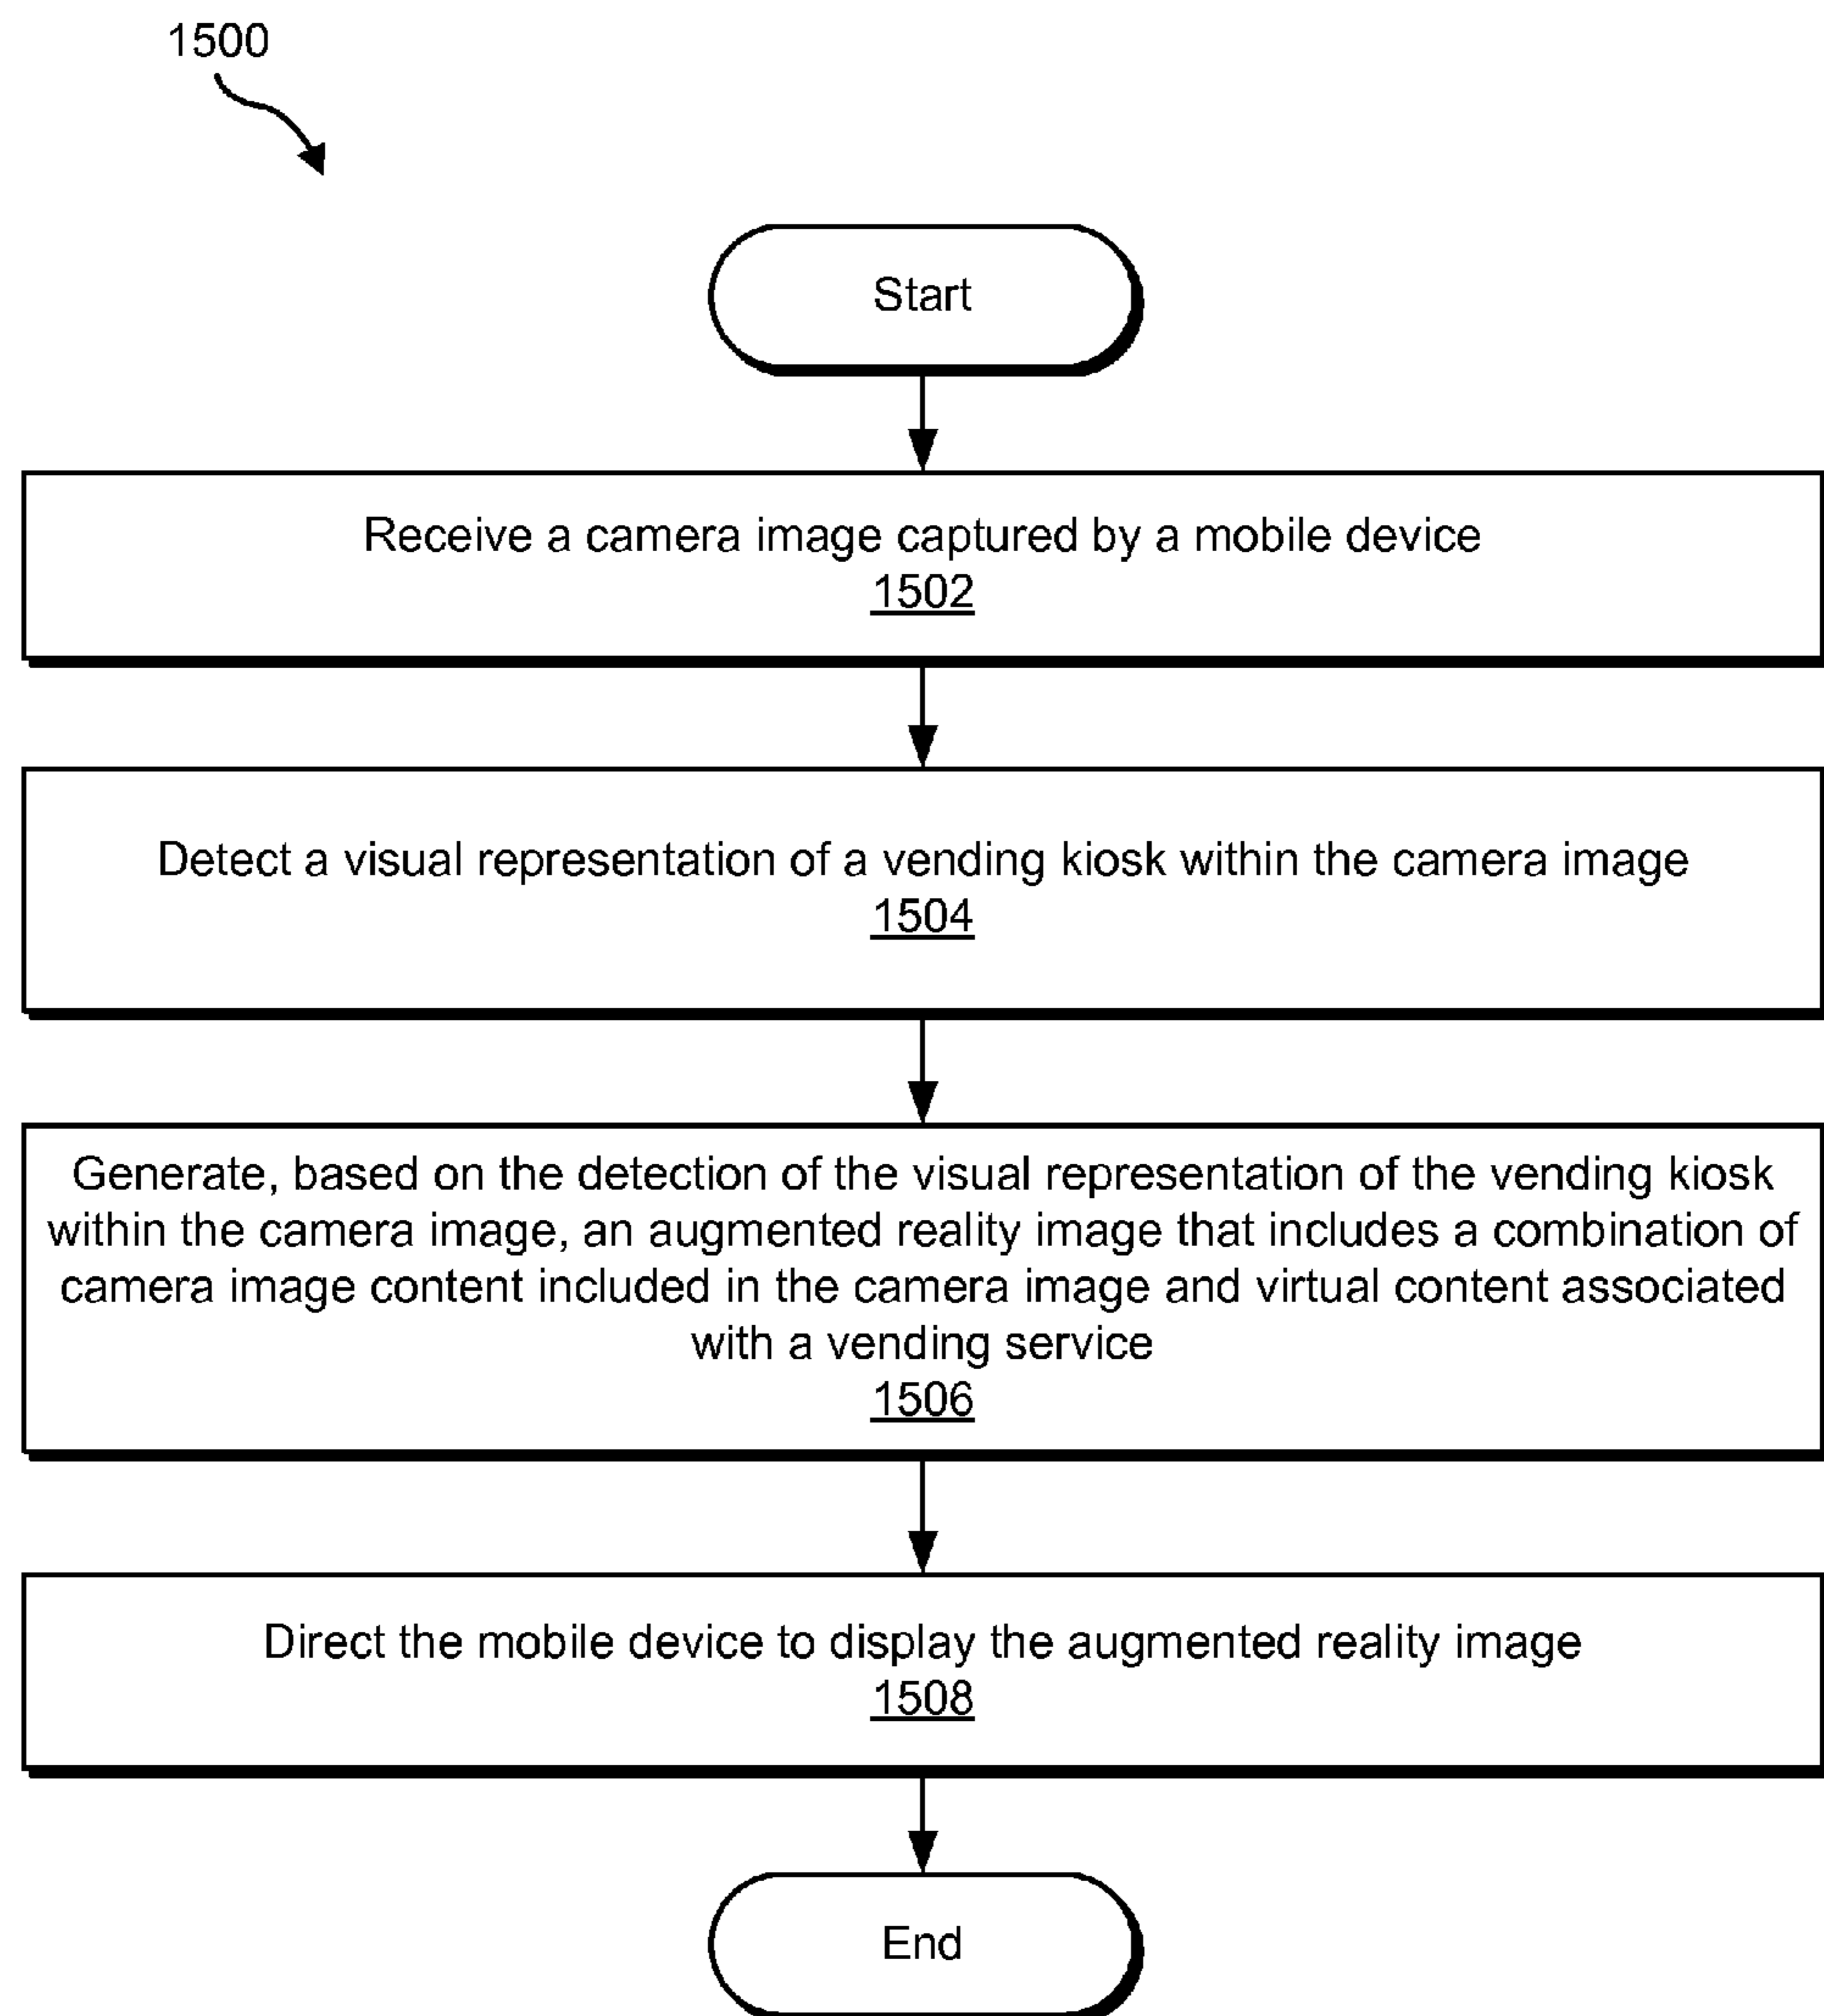 1500
Start
Receive a camera image captured by a mobile device
1502
Detect a visual representation of a vending kiosk within the camera image
1504
Generate, based on the detection of the visual representation of the vending kiosk
within the camera image, an augmented reality image that includes a combination of
camera image content included in the camera image and virtual content associated
with a vending service
1506
Direct the mobile device to display the augmented reality image
1508
End